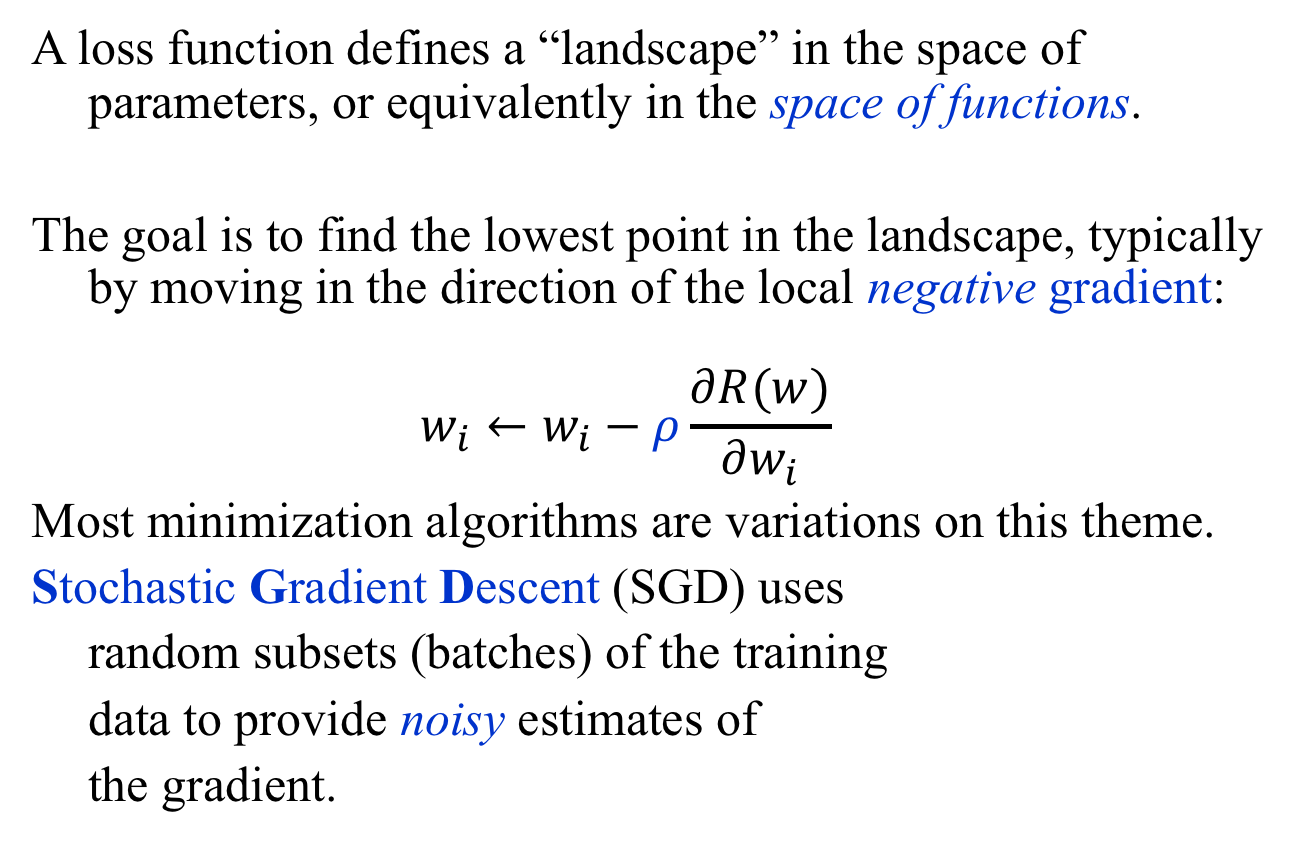 A loss function defines a “landscape” in the space of
parameters, or equivalently in the space of functions.
The goal is to find the lowest point in the landscape, typically
by moving in the direction of the local negative gradient:
𝑤ᵢ ← 𝑤ᵢ − 𝜌 ∂𝑅(𝑤)/∂𝑤ᵢ
Most minimization algorithms are variations on this theme.
Stochastic Gradient Descent (SGD) uses
random subsets (batches) of the training
data to provide noisy estimates of
the gradient.